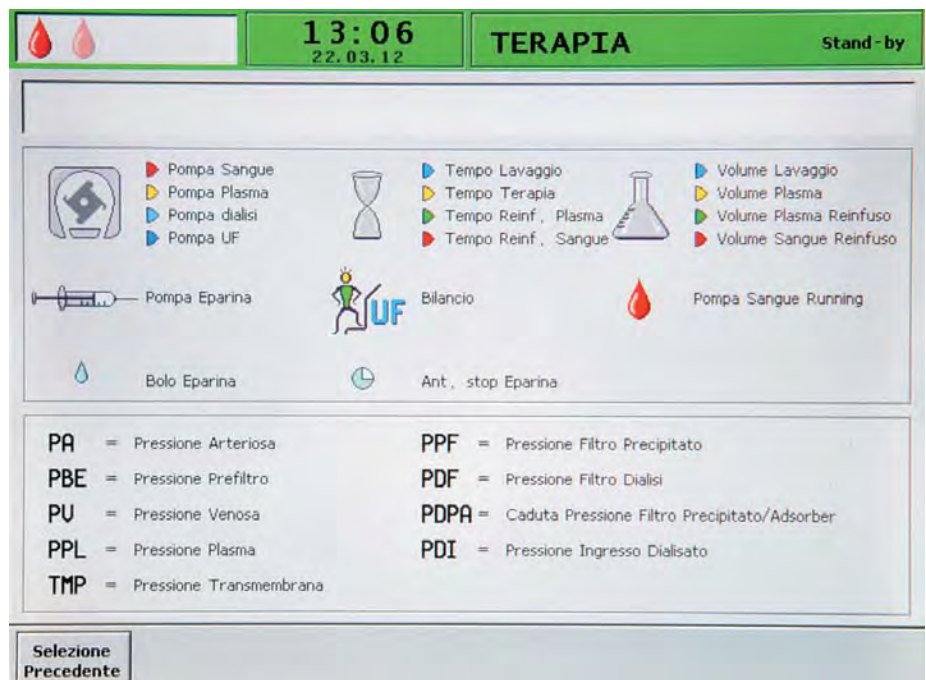 13:06
22.03.12
TERAPIA
Stand-by
Pompa Sangue
Pompa Plasma
Pompa dialisi
Pompa UF
Tempo Lavaggio
Tempo Terapia
Tempo Reinf. Plasma
Tempo Reinf. Sangue
Volume Lavaggio
Volume Plasma
Volume Plasma Reinfuso
Volume Sangue Reinfuso
Pompa Eparina
UF
Bilancio
Pompa Sangue Running
Bolo Eparina
Ant. stop Eparina
PA = Pressione Arteriosa
PBE = Pressione Prefiltro
PV = Pressione Venosa
PPL = Pressione Plasma
TMP = Pressione Transmembrana
PPF = Pressione Filtro Precipitato
PDF = Pressione Filtro Dialisi
PDPA = Caduta Pressione Filtro Precipitato/Adsorber
PDI = Pressione Ingresso Dialisato
Selezione
Precedente